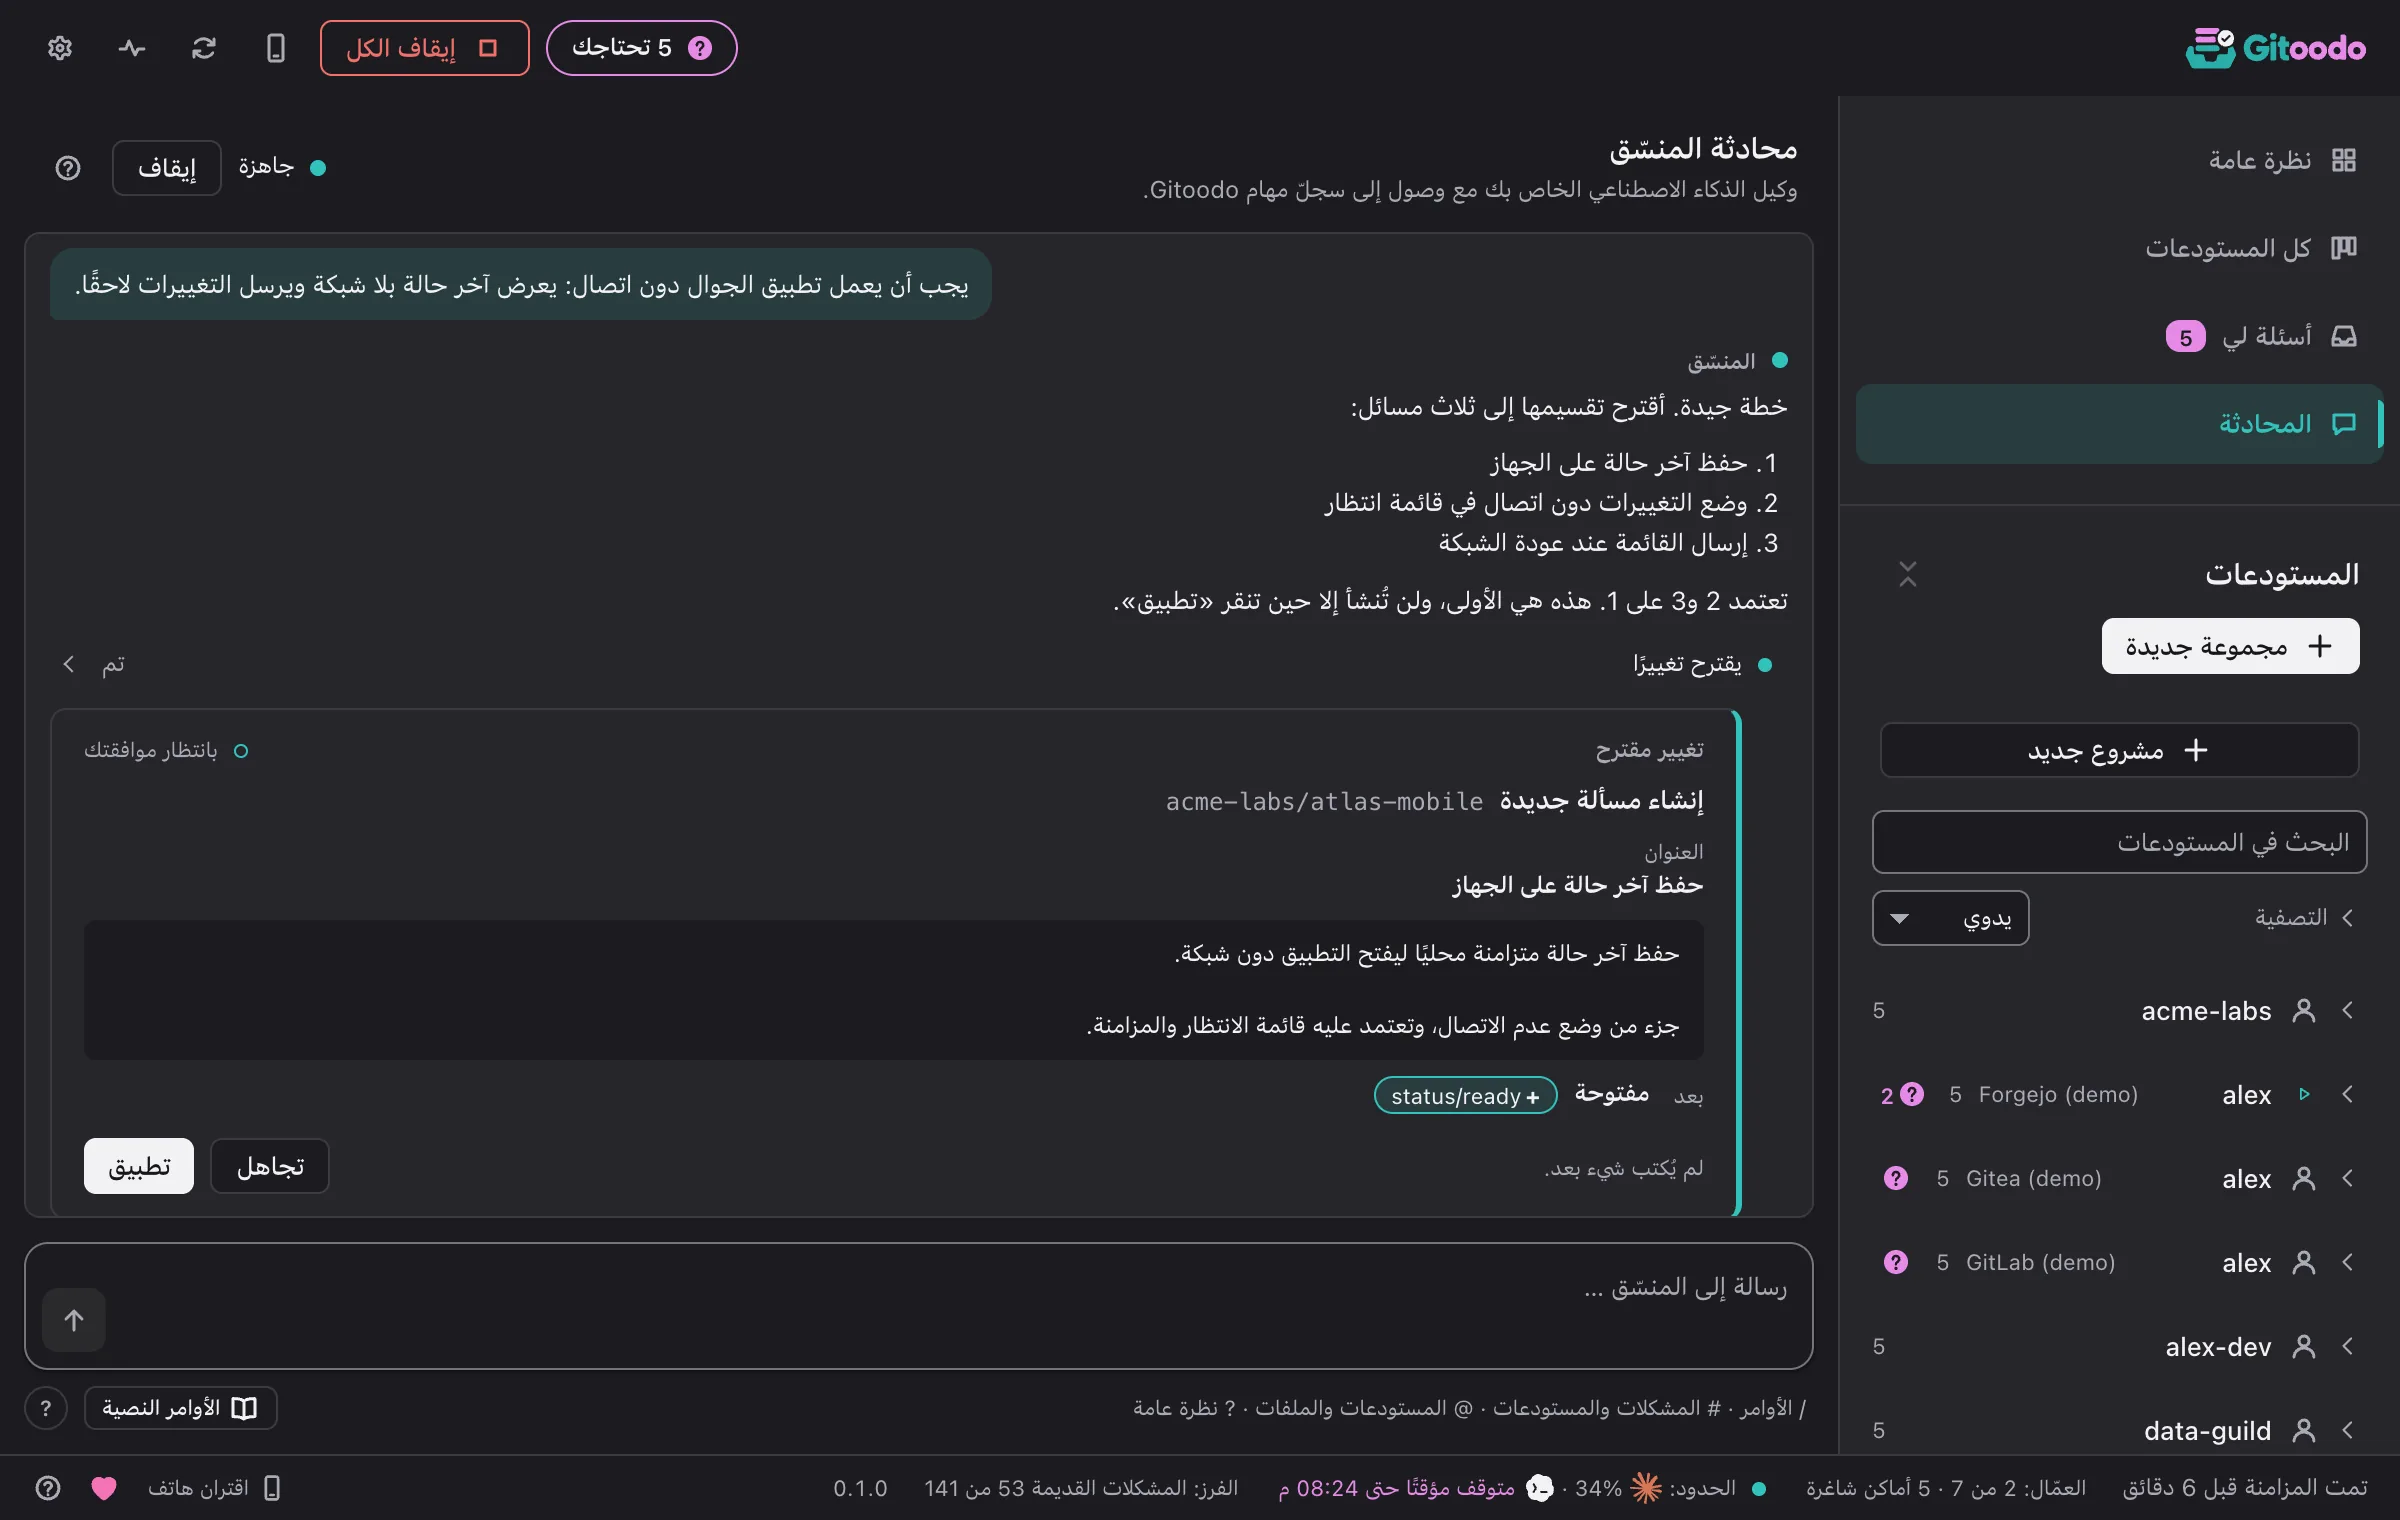 Gitoodo
5 تحتاجك
إيقاف الكل
نظرة عامة
كل المستودعات
أسئلة لي 5
المحادثة
المستودعات
مجموعة جديدة
مشروع جديد
البحث في المستودعات
التصفية
يدوي
acme-labs 5
alex Forgejo (demo) 5 ? 2
alex Gitea (demo) 5 ?
alex GitLab (demo) 5 ?
alex-dev 5
data-guild 5
محادثة المنسّق
وكيل الذكاء الاصطناعي الخاص بك مع وصول إلى سجلّ مهام Gitoodo.
جاهزة
إيقاف
يجب أن يعمل تطبيق الجوال دون اتصال: يعرض آخر حالة بلا شبكة ويرسل التغييرات لاحقًا.
المنسّق
خطة جيدة. أقترح تقسيمها إلى ثلاث مسائل:
1. حفظ آخر حالة على الجهاز
2. وضع التغييرات دون اتصال في قائمة انتظار
3. إرسال القائمة عند عودة الشبكة
تعتمد 2 و3 على 1. هذه هي الأولى، ولن تُنشأ إلا حين تنقر «تطبيق».
يقترح تغييرًا
تم
تغيير مقترح
بانتظار موافقتك
إنشاء مسألة جديدة acme-labs/atlas-mobile
العنوان
حفظ آخر حالة على الجهاز
حفظ آخر حالة متزامنة محليًا ليفتح التطبيق دون شبكة.
جزء من وضع عدم الاتصال، وتعتمد عليه قائمة الانتظار والمزامنة.
بعد مفتوحة +status/ready
لم يُكتب شيء بعد.
تجاهل
تطبيق
رسالة إلى المنسّق ...
/ الأوامر · # المشكلات والمستودعات · @ المستودعات والملفات · ? نظرة عامة
الأوامر النصية
?
تمت المزامنة قبل 6 دقائق
العمّال: 2 من 7 · 5 أماكن شاغرة
الحدود: 34% · متوقف مؤقتًا حتى 08:24 م
الفرز: المشكلات القديمة 53 من 141
0.1.0
اقتران هاتف